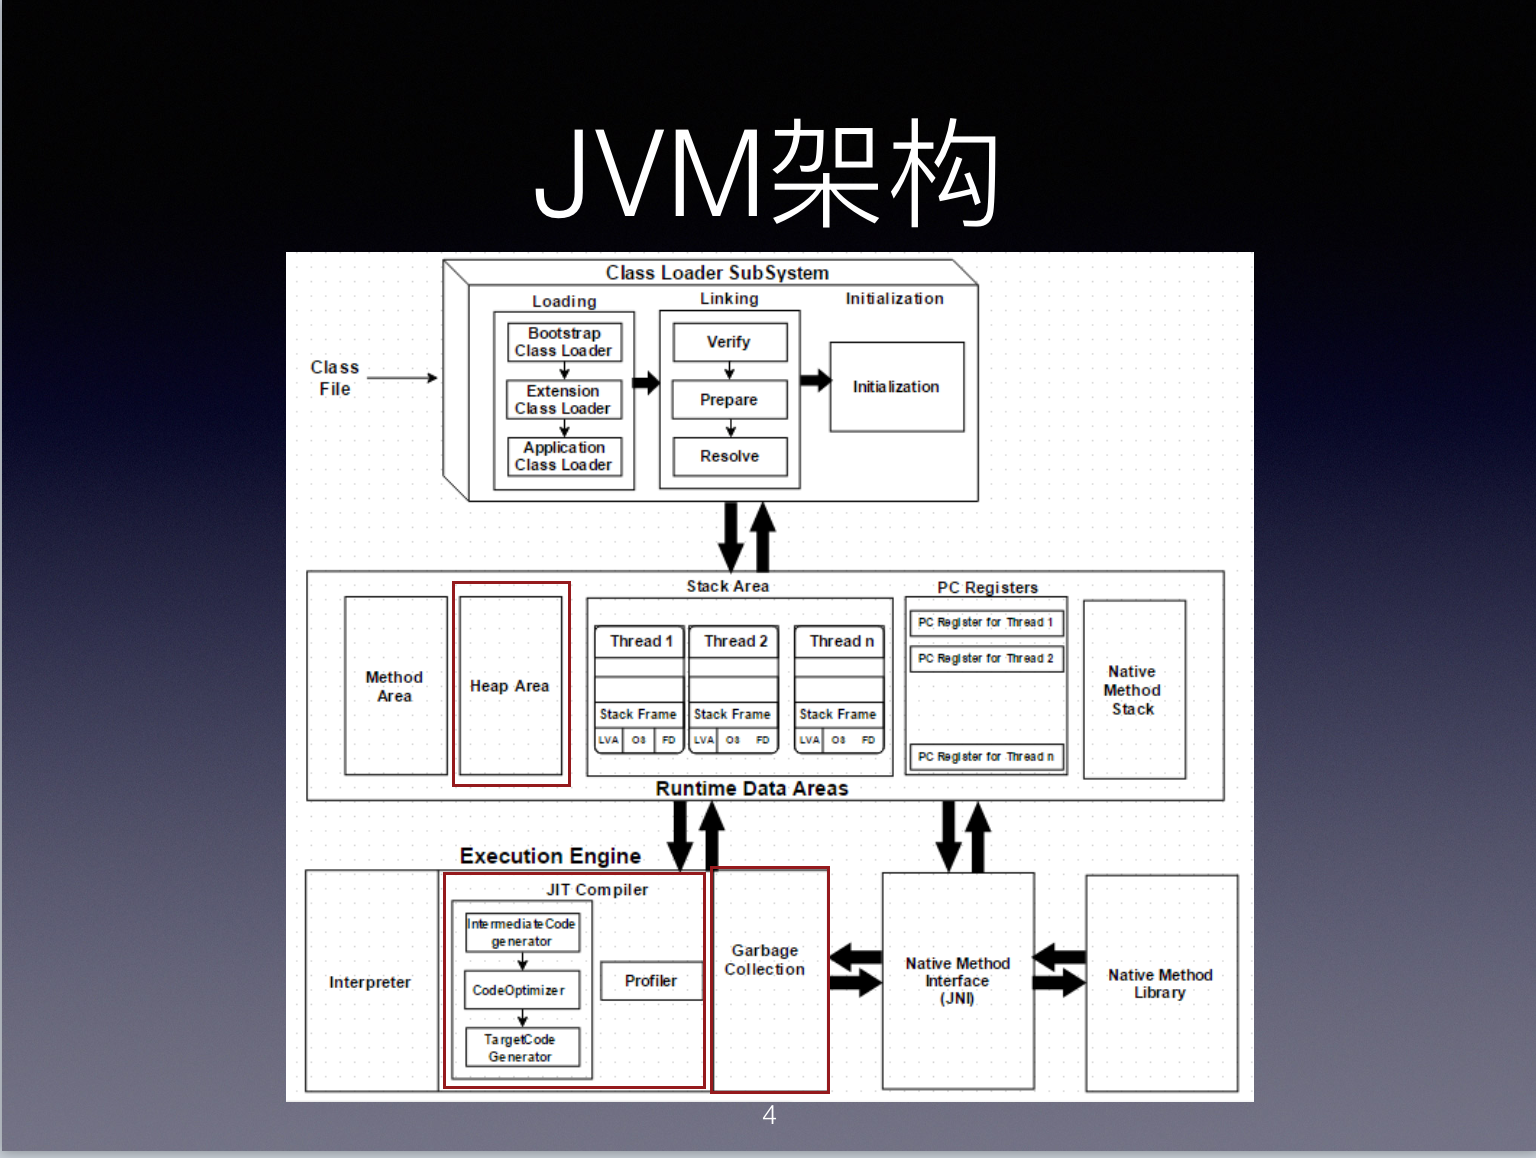 JVM架构
Class Loader SubSystem
Loading
Linking
Initialization
Bootstrap
Class Loader
Extension
Class Loader
Application
Class Loader
Verify
Prepare
Resolve
Initialization
Class
File
Method
Area
Heap Area
Stack Area
Thread 1
Stack Frame
LVA
OS
FD
Thread 2
Stack Frame
LVA
OS
FD
Thread n
Stack Frame
LVA
OS
FD
PC Registers
PC Register for Thread 1
PC Register for Thread 2
PC Register for Thread n
Native
Method
Stack
Runtime Data Areas
Execution Engine
Interpreter
JIT Compiler
IntermediateCode
generator
CodeOptimizer
TargetCode
Generator
Profiler
Garbage
Collection
Native Method
Interface
(JNI)
Native Method
Library
4